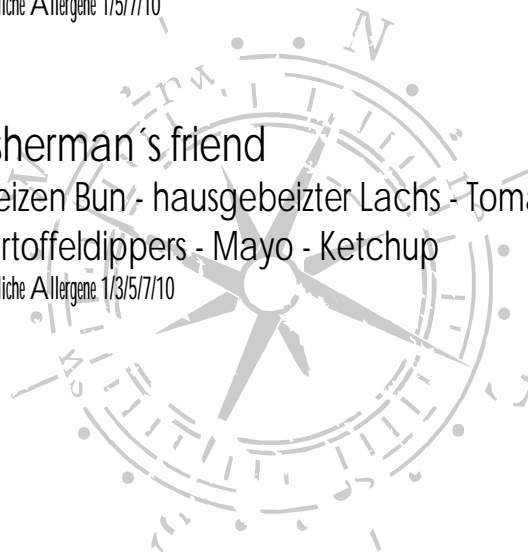 liche Allergene 1/5/7/10
N
sherman´s friend
eizen Bun - hausgebeizter Lachs - Toma
rtoffeldippers - Mayo - Ketchup
liche Allergene 1/3/5/7/10